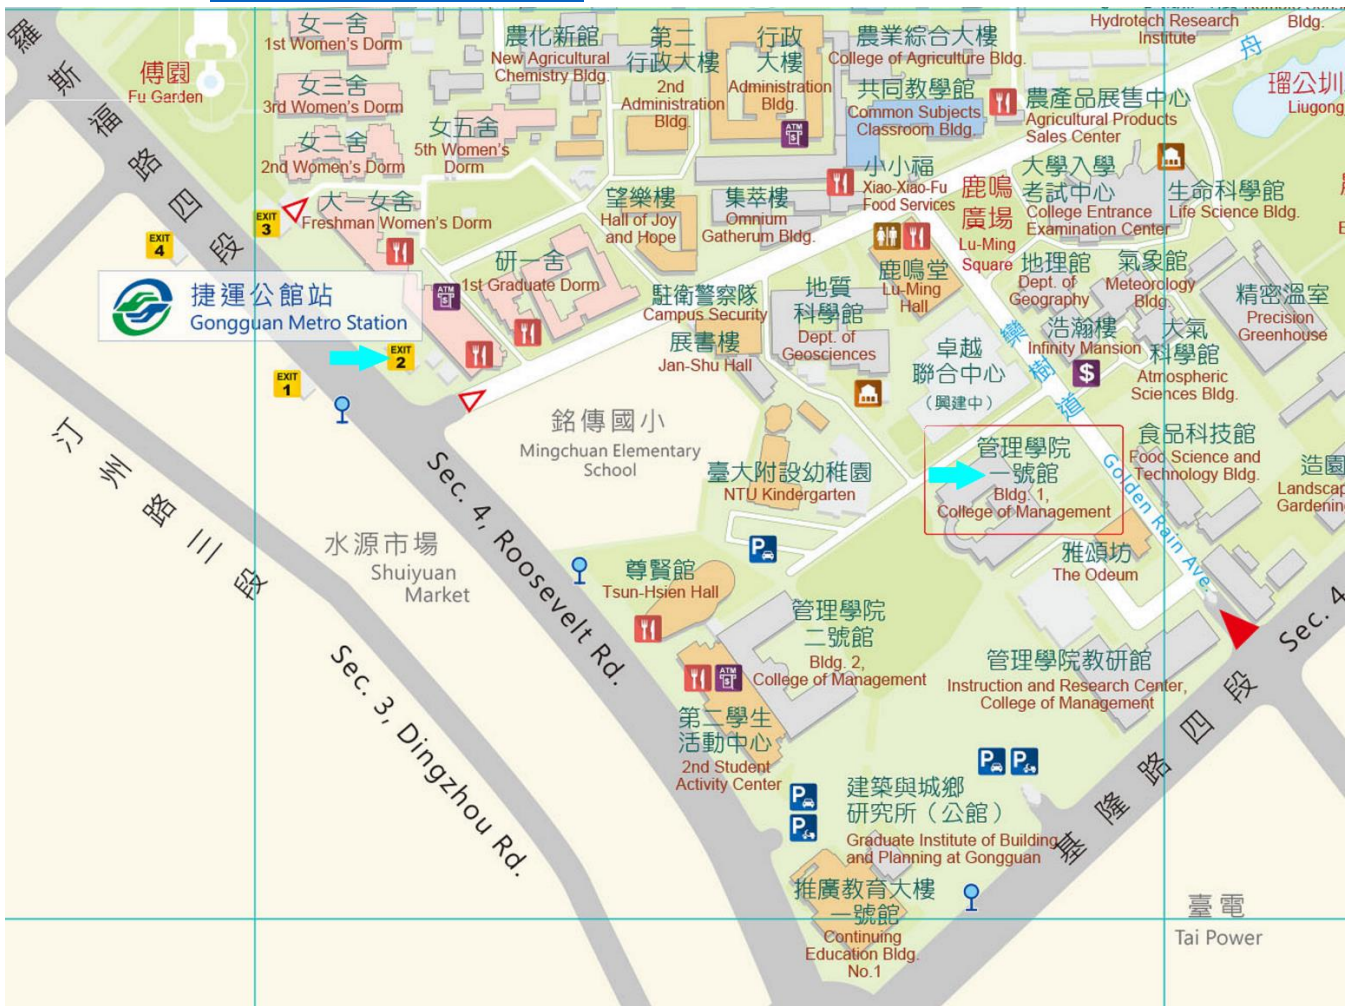 女一舍
1st Women's Dorm
農化新館
New Agricultural
Chemistry Bldg.
第二
行政大樓
2nd
Administration
Bldg.
行政
大樓
Administration
Bldg.
農業綜合大樓
College of Agriculture Bldg.
Hydrotech Research
Institute
Bldg.
舟
羅斯福路四段
傅園
Fu Garden
女三舍
3rd Women's Dorm
女二舍
2nd Women's Dorm
女五舍
5th Women's
Dorm
ATM
$
共同教學館
Common Subjects
Classroom Bldg.
農產品展售中心
Agricultural Products
Sales Center
瑠公圳
Liugong
大一女舍
Freshman Women's Dorm
望樂樓
Hall of Joy
and Hope
集萃樓
Omnium
Gatherum Bldg.
小小福
Xiao-Xiao-Fu
Food Services
鹿鳴
廣場
Lu-Ming
Square
大學入學
考試中心
College Entrance
Examination Center
生命科學館
Life Science Bldg.
EXIT
3
EXIT
4
捷運公館站
Gongguan Metro Station
ATM
$
研一舍
1st Graduate Dorm
駐衛警察隊
Campus Security
展書樓
Jan-Shu Hall
地質
科學館
Dept. of
Geosciences
鹿鳴堂
Lu-Ming
Hall
地理館
Dept. of
Geography
氣象館
Meteorology
Bldg.
精密溫室
Precision
Greenhouse
EXIT
2
EXIT
1
卓越
聯合中心
(興建中)
浩瀚樓
Infinity Mansion
$
大氣
科學館
Atmospheric
Sciences Bldg.
欒樹道
Golden Rain Ave.
銘傳國小
Mingchuan Elementary
School
臺大附設幼稚園
NTU Kindergarten
管理學院
一號館
Bldg. 1,
College of Management
食品科技館
Food Science and
Technology Bldg.
造園
Landscap
Gardening
汀州路三段
Sec. 3, Dingzhou Rd.
Sec. 4, Roosevelt Rd.
水源市場
Shuiyuan
Market
P
尊賢館
Tsun-Hsien Hall
雅頌坊
The Odeum
管理學院
二號館
Bldg. 2,
College of Management
管理學院教研館
Instruction and Research Center,
College of Management
Sec. 4
基隆路四段
ATM
$
第二學生
活動中心
2nd Student
Activity Center
P
P
P
P
建築與城鄉
研究所（公館）
Graduate Institute of Building
and Planning at Gongguan
推廣教育大樓
一號館
Continuing
Education Bldg.
No.1
臺電
Tai Power